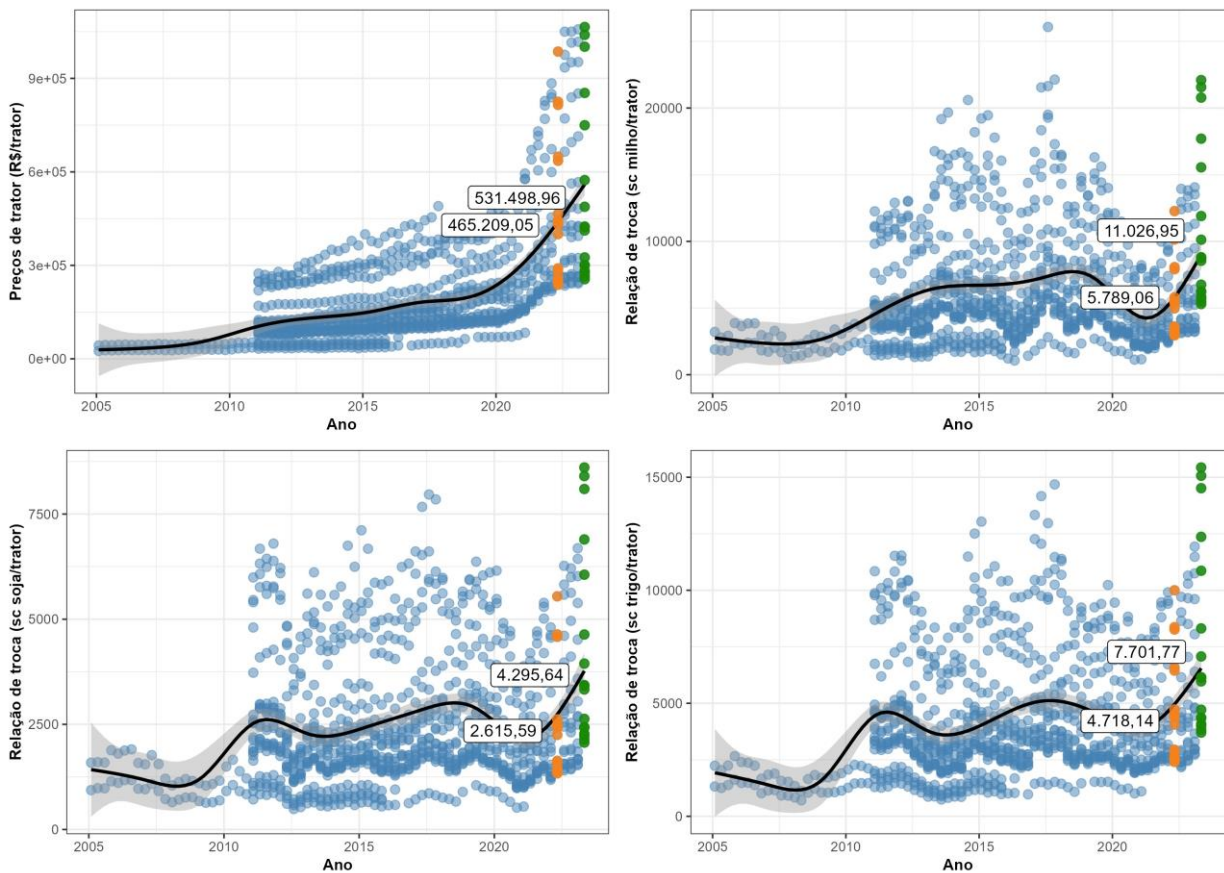 Preços de trator (R$/trator)
9e+05
6e+05
3e+05
0e+00
531.498,96
465.209,05
2005
2010
2015
2020
Ano
Relação de troca (sc milho/trator)
20000
10000
0
11.026,95
5.789,06
2005
2010
2015
2020
Ano
Relação de troca (sc soja/trator)
7500
5000
2500
0
4.295,64
2.615,59
2005
2010
2015
2020
Ano
Relação de troca (sc trigo/trator)
15000
10000
5000
0
7.701,77
4.718,14
2005
2010
2015
2020
Ano